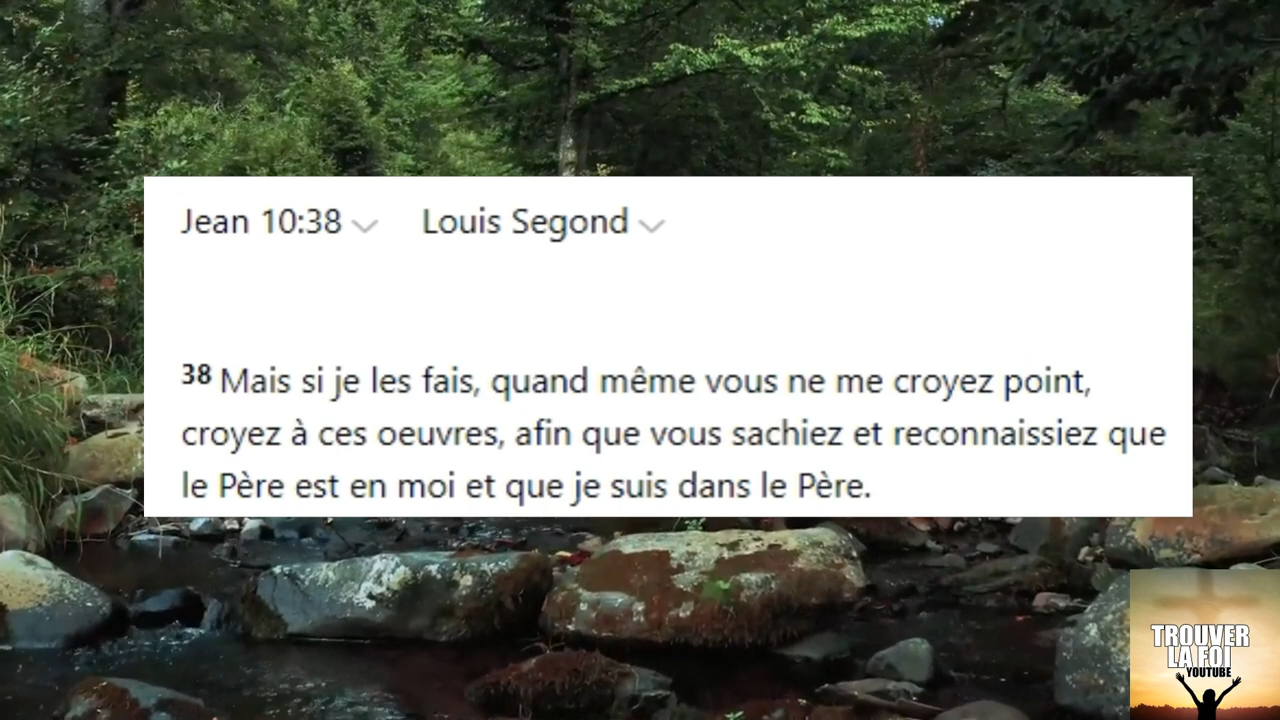 Jean 10:38 Louis Segond
38 Mais si je les fais, quand même vous ne me croyez point,
croyez à ces oeuvres, afin que vous sachiez et reconnaissiez que
le Père est en moi et que je suis dans le Père.
TROUVER
LA FOI
YOUTUBE